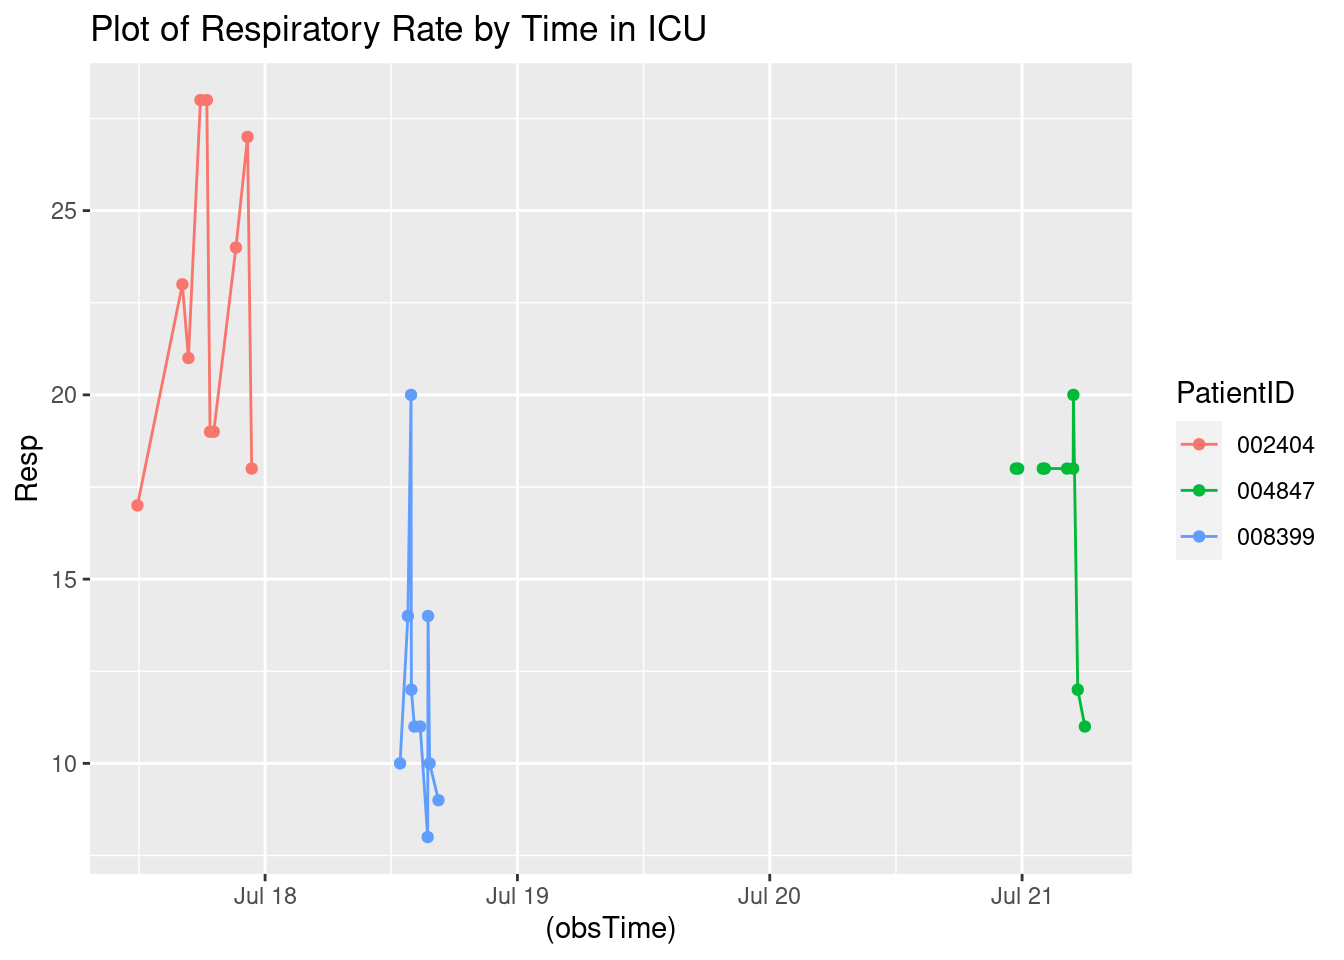 Plot of Respiratory Rate by Time in ICU
25
20
15
10
Resp
Jul 18
Jul 19
Jul 20
Jul 21
(obsTime)
PatientID
002404
004847
008399